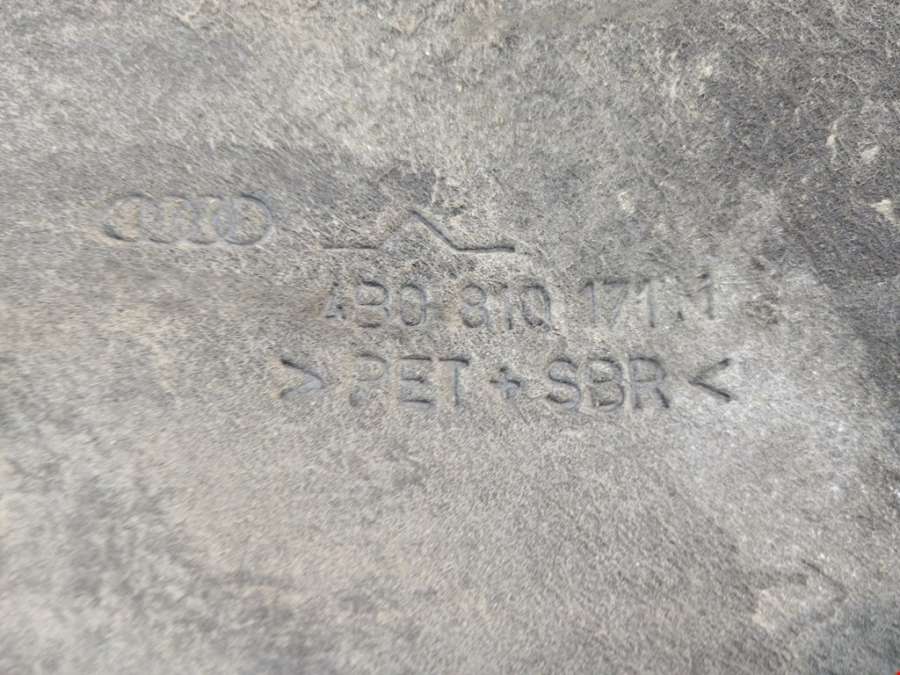 4B0 810 171
> PET + SBR <